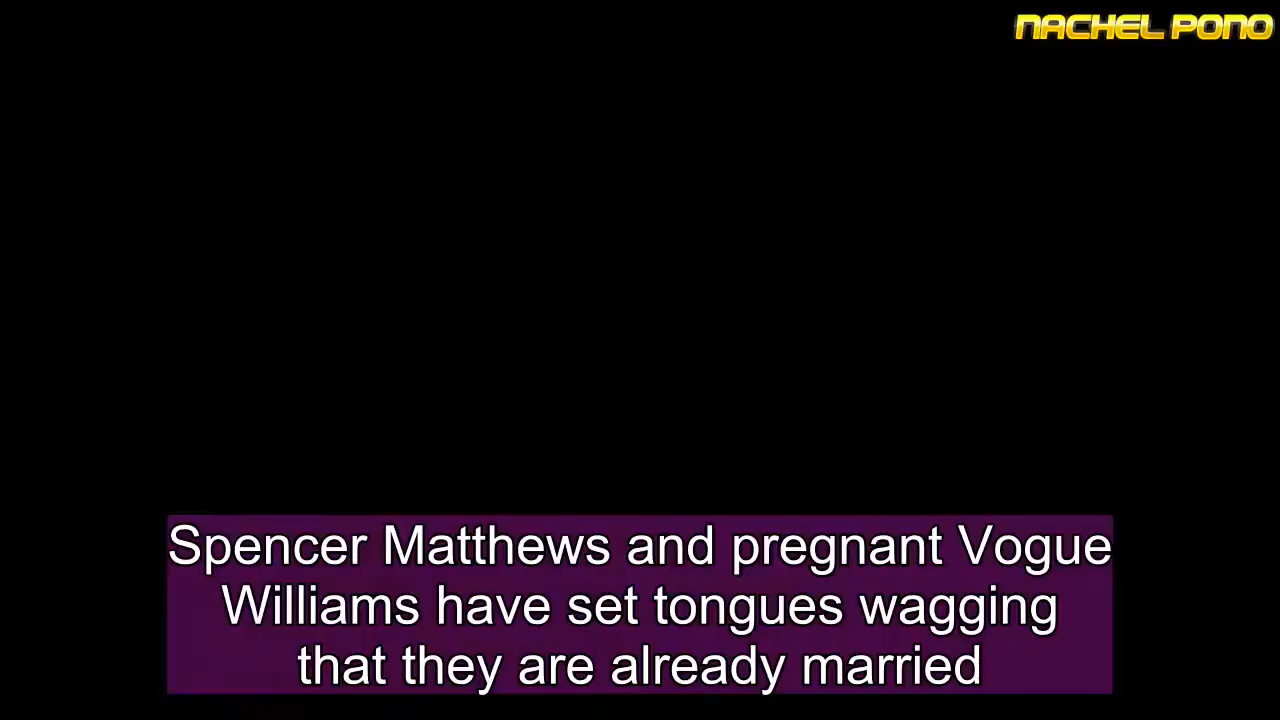 NACHEL PONO
Spencer Matthews and pregnant Vogue
Williams have set tongues wagging
that they are already married